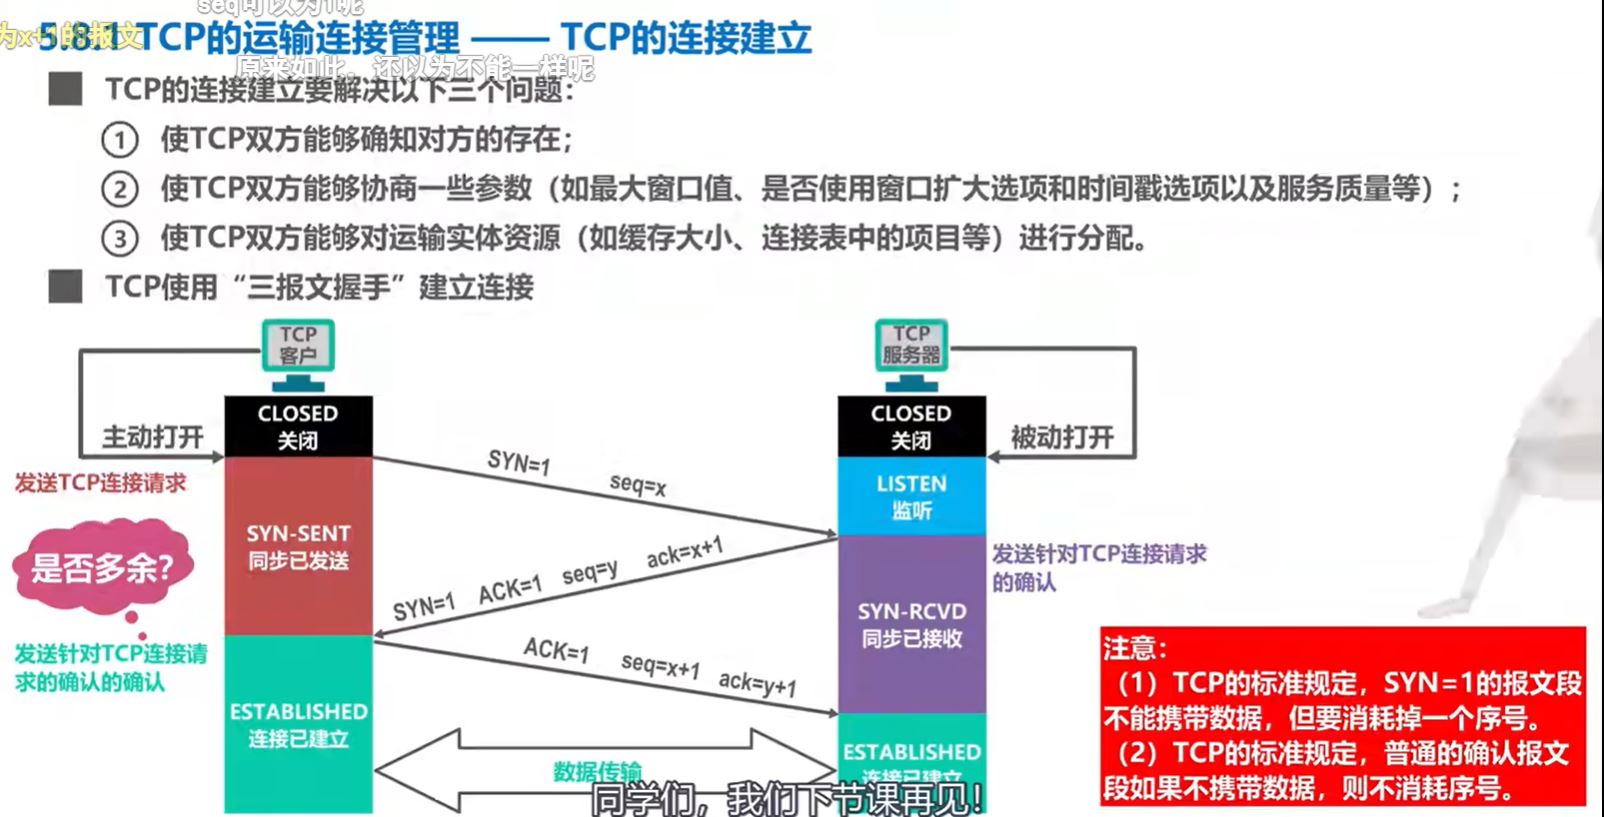 seq可以为1呢
为x+1的报文
TCP的运输连接管理 —— TCP的连接建立
原来如此，还以为不能一样呢
TCP的连接建立要解决以下三个问题：
① 使TCP双方能够确知对方的存在；
② 使TCP双方能够协商一些参数（如最大窗口值、是否使用窗口扩大选项和时间戳选项以及服务质量等）；
③ 使TCP双方能够对运输实体资源（如缓存大小、连接表中的项目等）进行分配。
TCP使用“三报文握手”建立连接
TCP
客户
TCP
服务器
主动打开
CLOSED
关闭
CLOSED
关闭
被动打开
发送TCP连接请求
SYN=1 seq=x
LISTEN
监听
SYN-SENT
同步已发送
是否多余？
SYN=1 ACK=1 seq=y ack=x+1
发送针对TCP连接请求
的确认
SYN-RCVD
同步已接收
发送针对TCP连接请
求的确认的确认
ACK=1 seq=x+1 ack=y+1
ESTABLISHED
连接已建立
ESTABLISHED
连接已建立
数据传输
注意：
（1）TCP的标准规定，SYN=1的报文段
不能携带数据，但要消耗掉一个序号。
（2）TCP的标准规定，普通的确认报文
段如果不携带数据，则不消耗序号。
同学们，我们下节课再见！